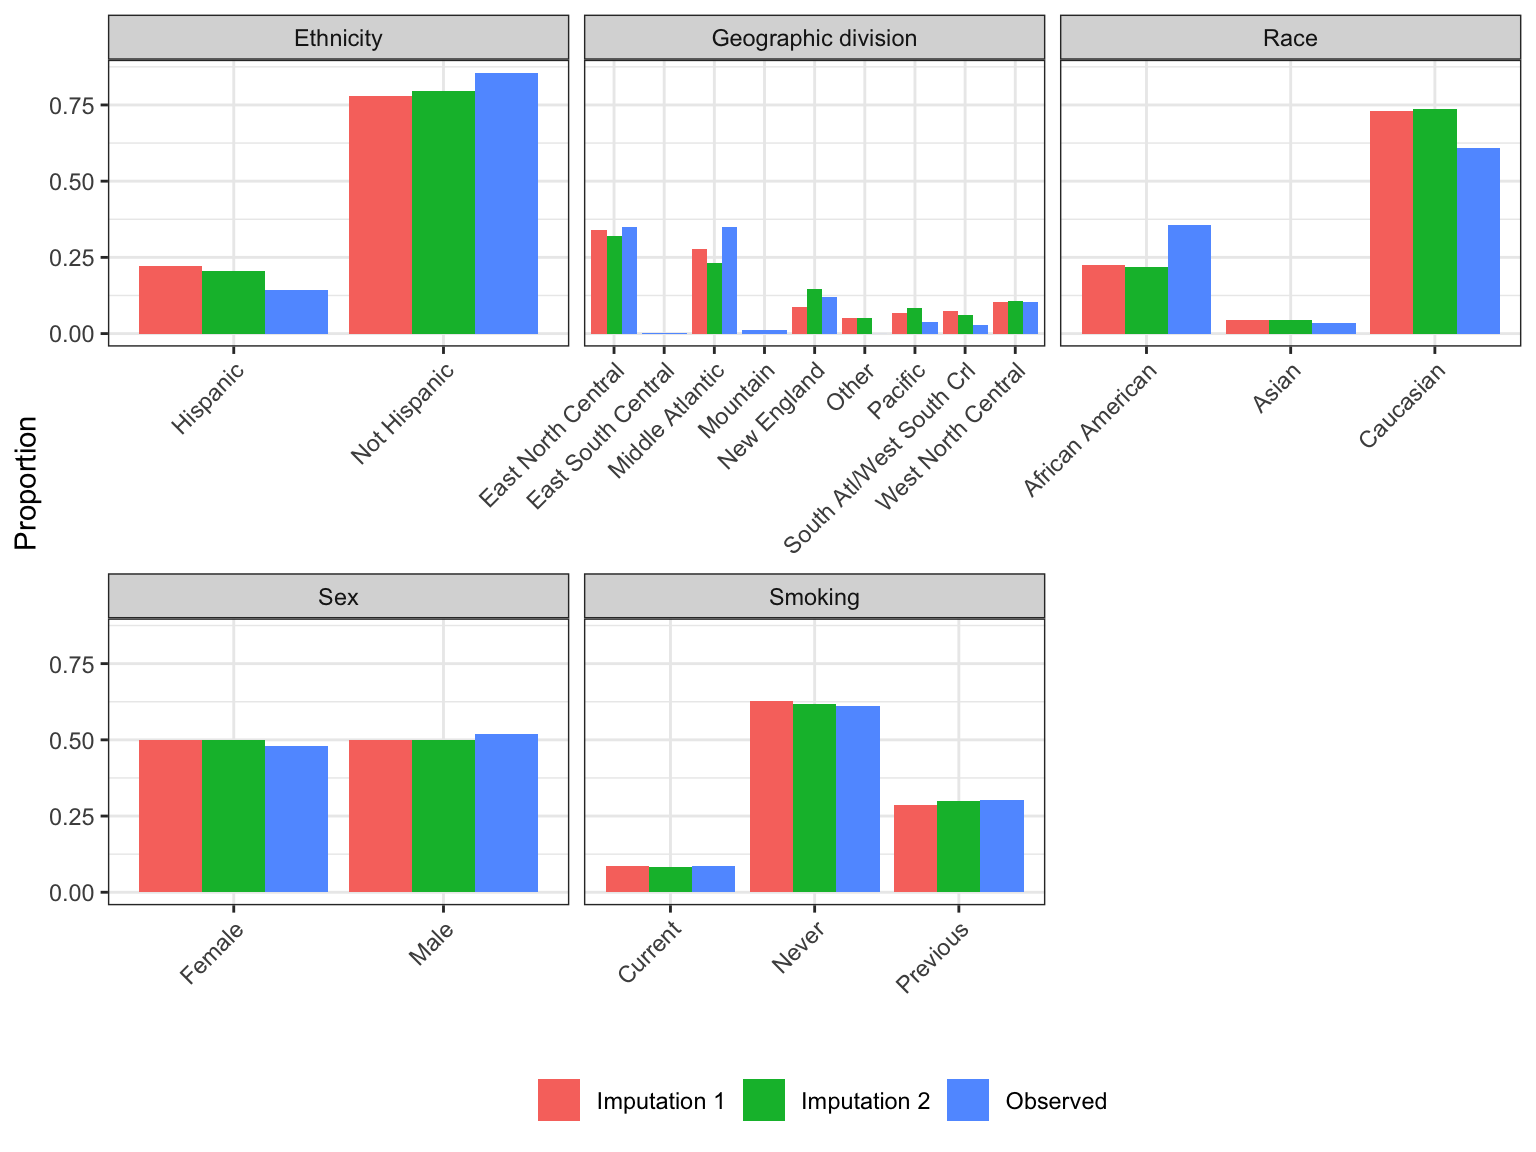 Ethnicity
Geographic division
Race
0.75
0.50
0.25
0.00
Hispanic
Not Hispanic
East North Central
East South Central
Middle Atlantic
Mountain
New England
Other
Pacific
South Atl/West South Crl
West North Central
African American
Asian
Caucasian
Proportion
Sex
Smoking
0.75
0.50
0.25
0.00
Female
Male
Current
Never
Previous
Imputation 1
Imputation 2
Observed